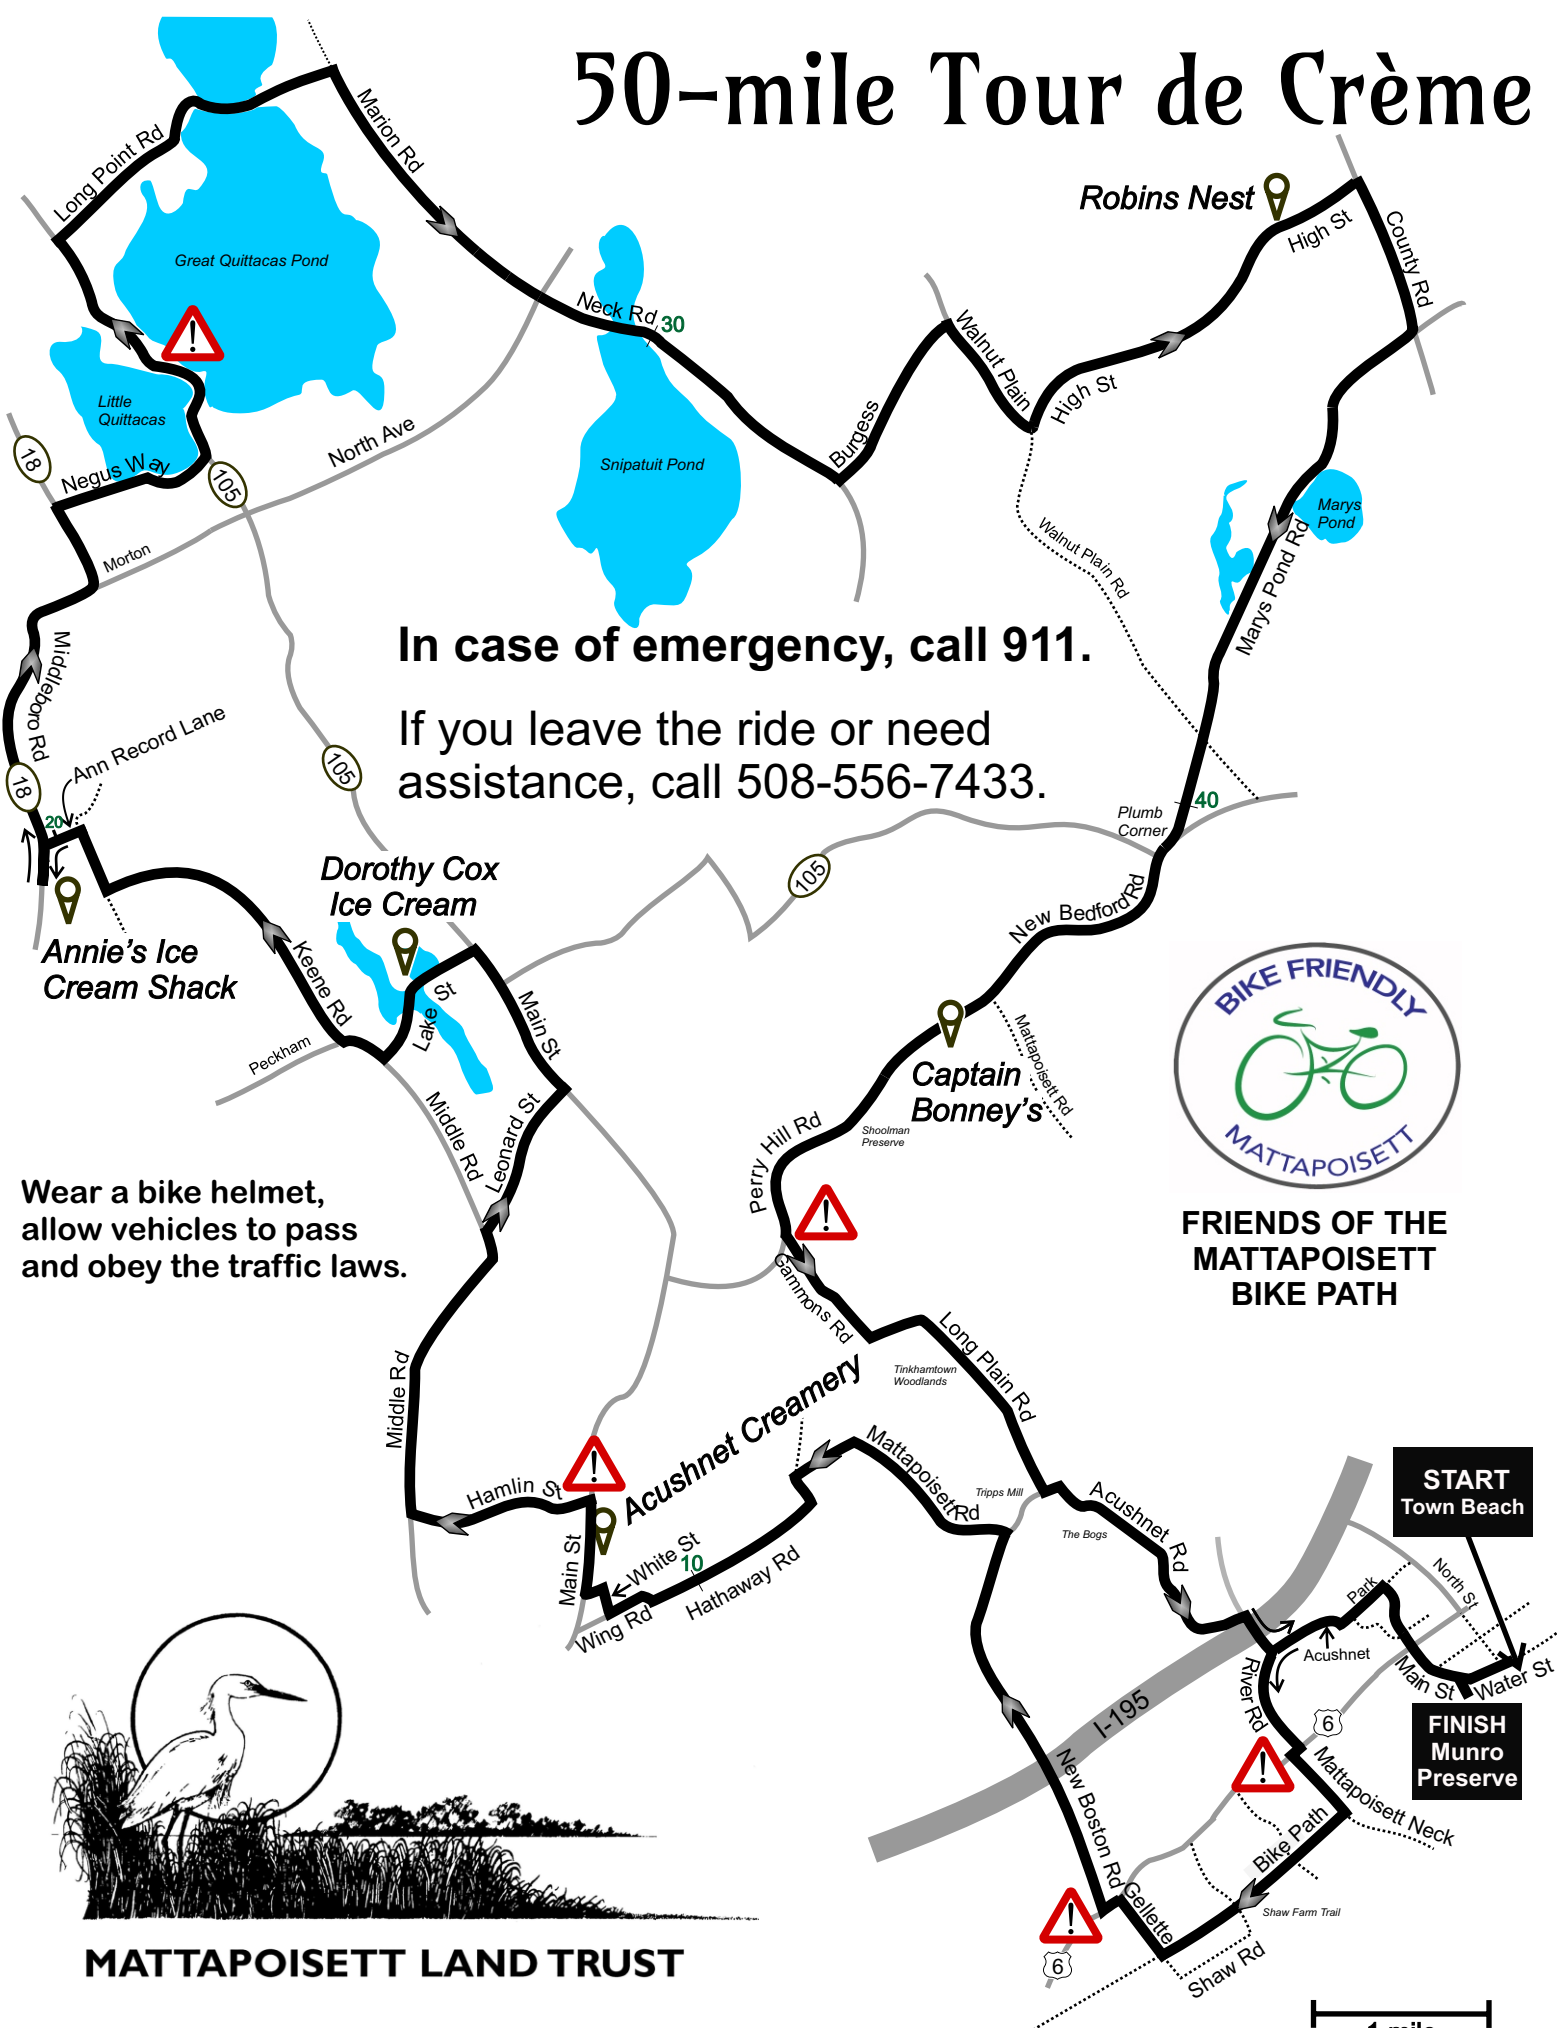 50-mile Tour de Crème
Marion Rd
Long Point Rd
Robins Nest
High St
County Rd
Great Quittacas Pond
Neck Rd
30
Walnut Plain
High St
Little
Quittacas
Burgess
North Ave
18
Negus Way
105
Snipatuit Pond
Marys
Pond
Walnut Plain Rd
Marys Pond Rd
Morton
Middleboro Rd
In case of emergency, call 911.
If you leave the ride or need
assistance, call 508-556-7433.
Ann Record Lane
105
18
20
40
Plumb
Corner
Dorothy Cox
Ice Cream
105
New Bedford Rd
Annie's Ice
Cream Shack
Keene Rd
Lake St
Main St
BIKE FRIENDLY
MATTAPOISETT
Mattapoisett Rd
Captain
Bonney's
Peckham
Middle Rd
Leonard St
Perry Hill Rd
Shoolman
Preserve
Wear a bike helmet,
allow vehicles to pass
and obey the traffic laws.
FRIENDS OF THE
MATTAPOISETT
BIKE PATH
Gammons Rd
Long Plain Rd
Tinkhamtown
Woodlands
Middle Rd
Acushnet Creamery
Mattapoisett Rd
Hamlin St
Tripps Mill
The Bogs
Acushnet Rd
START
Town Beach
Main St
White St
10
Hathaway Rd
Wing Rd
Park
North St
Acushnet
River Rd
Main St
Water St
I-195
6
FINISH
Munro
Preserve
New Boston Rd
Mattapoisett Neck
Bike Path
Gellette
Shaw Farm Trail
6
Shaw Rd
MATTAPOISETT LAND TRUST
1 mile